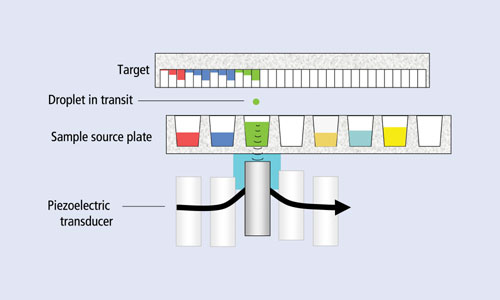 Target
Droplet in transit
Sample source plate
Piezoelectric
transducer